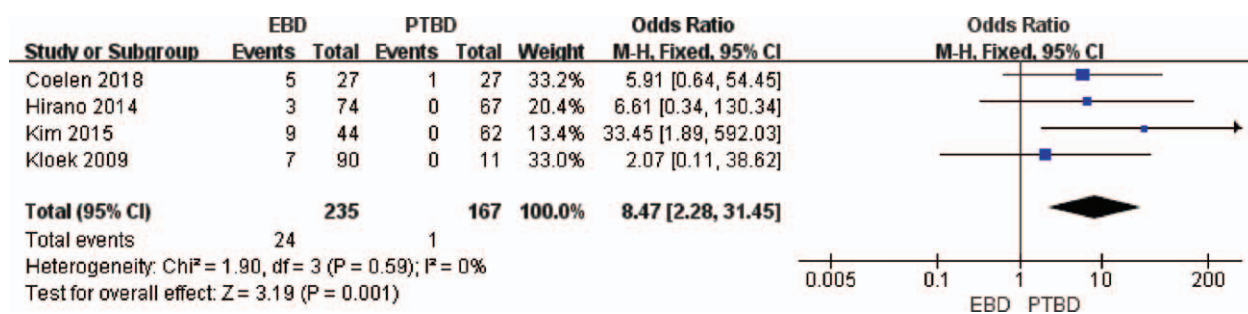 EBD PTBD Odds Ratio Odds Ratio
Study or Subgroup Events Total Events Total Weight M-H, Fixed, 95% CI M-H, Fixed, 95% CI
Coelen 2018 5 27 1 27 33.2% 5.91 [0.64, 54.45]
Hirano 2014 3 74 0 67 20.4% 6.61 [0.34, 130.34]
Kim 2015 9 44 0 62 13.4% 33.45 [1.89, 592.03]
Kloek 2009 7 90 0 11 33.0% 2.07 [0.11, 38.62]
Total (95% CI) 235 167 100.0% 8.47 [2.28, 31.45]
Total events 24 1
Heterogeneity: Chi² = 1.90, df = 3 (P = 0.59); I² = 0%
Test for overall effect: Z = 3.19 (P = 0.001)
0.005 0.1 1 10 200
EBD PTBD